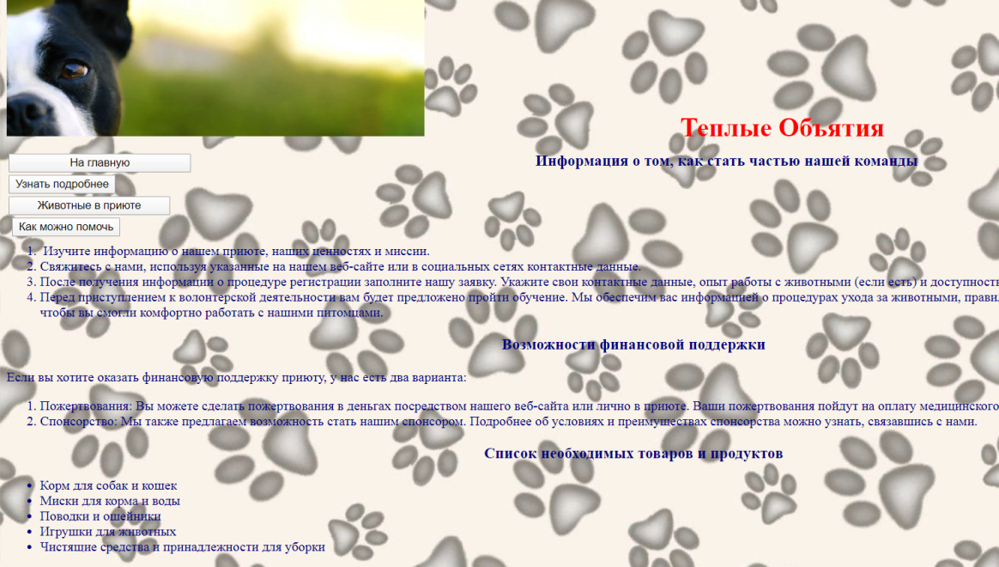 Теплые Объятия
На главную
Информация о том, как стать частью нашей команды
Узнать подробнее
Животные в приюте
Как можно помочь
1. Изучите информацию о нашем приюте, наших ценностях и миссии.
2. Свяжитесь с нами, используя указанные на нашем веб-сайте или в социальных сетях контактные данные.
3. После получения информации о процедуре регистрации заполните нашу заявку. Укажите свои контактные данные, опыт работы с животными (если есть) и доступность
4. Перед приступлением к волонтерской деятельности вам будет предложено пройти обучение. Мы обеспечим вас информацией о процедурах ухода за животными,
чтобы вы смогли комфортно работать с нашими питомцами.
Возможности финансовой поддержки
Если вы хотите оказать финансовую поддержку приюту, у нас есть два варианта:
1. Пожертвования: Вы можете сделать пожертвования в деньгах посредством нашего веб-сайта или лично в приюте. Ваши пожертвования пойдут на оплату медицинского
2. Спонсорство: Мы также предлагаем возможность стать нашим спонсором. Подробнее об условиях и преимуществах спонсорства можно узнать, связавшись с нами.
Список необходимых товаров и продуктов
• Корм для собак и кошек
• Миски для корма и воды
• Поводки и ошейники
• Игрушки для животных
• Чистящие средства и принадлежности для уборки